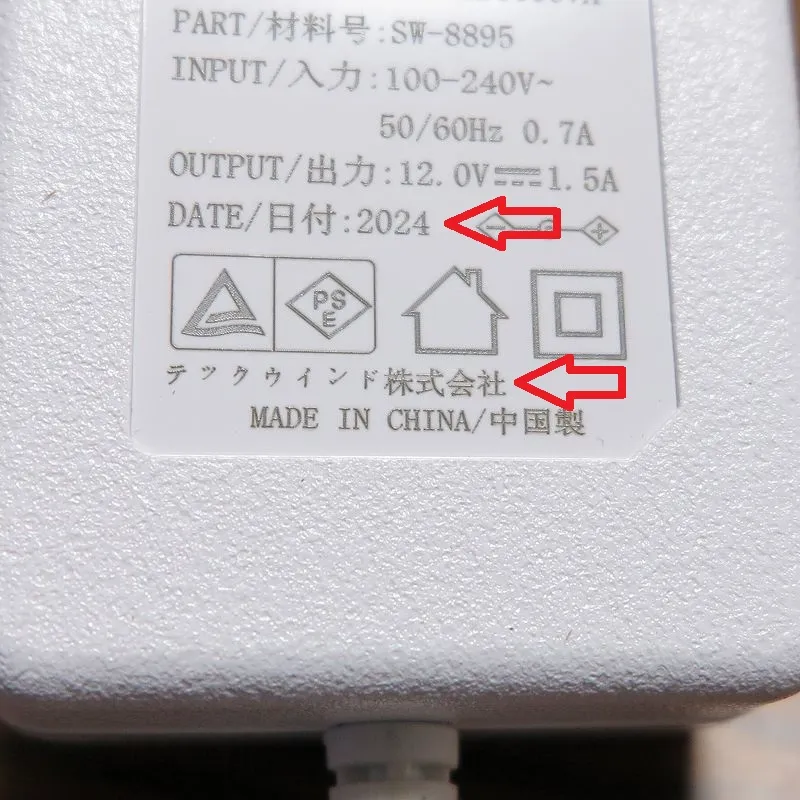 PART/材料号:SW-8895
INPUT/入力:100-240V~
50/60Hz 0.7A
OUTPUT/出力:12.0V⎓1.5A
DATE/日付:2024
PS
E
テックウインド株式会社
MADE IN CHINA/中国製